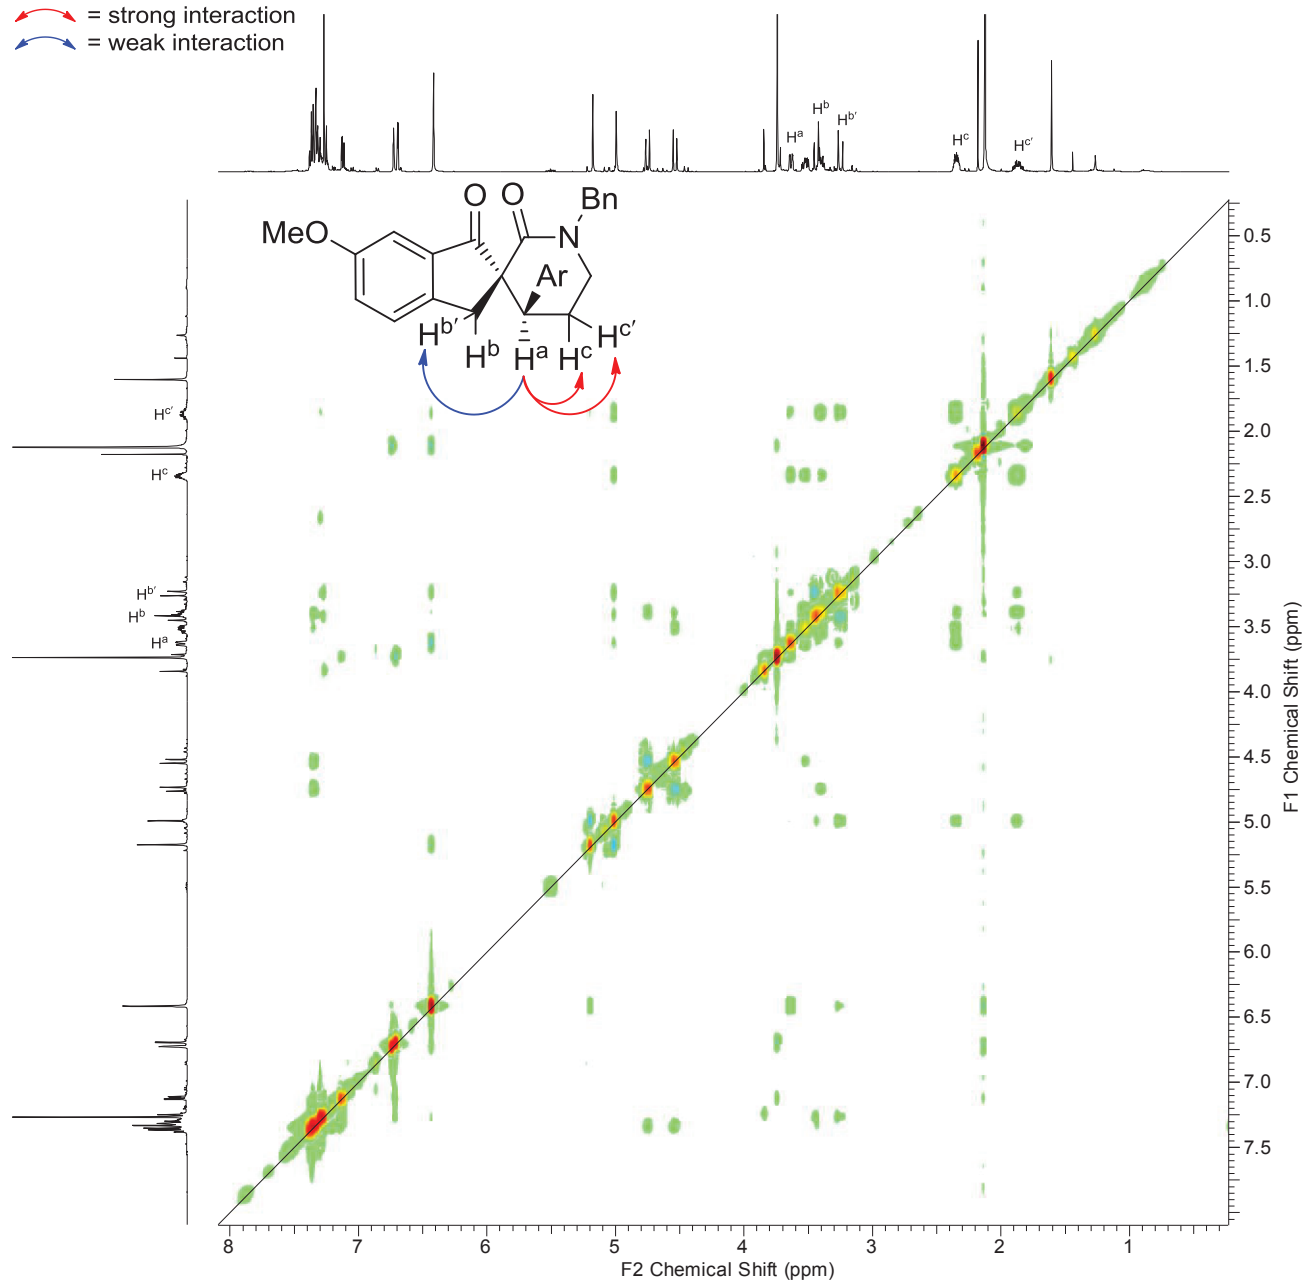 = strong interaction
= weak interaction
Hᵃ
Hᵇ
Hᵇ′
Hᶜ
Hᶜ′
O
O
Bn
MeO
N
Ar
Hᵇ′
Hᵇ
Hᵃ
Hᶜ
Hᶜ′
Hᶜ′
Hᶜ
Hᵇ′
Hᵇ
Hᵃ
0.5
1.0
1.5
2.0
2.5
3.0
3.5
4.0
4.5
5.0
5.5
6.0
6.5
7.0
7.5
F1 Chemical Shift (ppm)
8 7 6 5 4 3 2 1
F2 Chemical Shift (ppm)